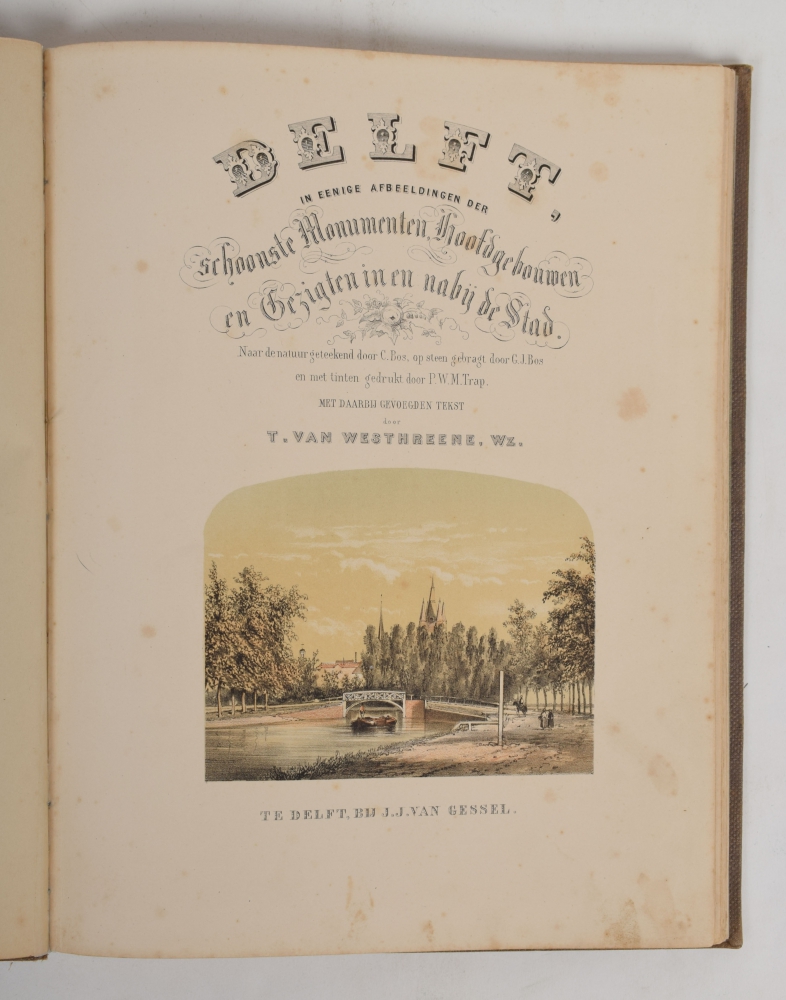 DELFT,
IN EENIGE AFBEELDINGEN DER
schoonste Monumenten, Hoofdgebouwen
en Gezigten in en nabij de Stad.
Naar de natuur geteekend door C. Bos, op steen gebragt door G. J. Bos
en met tinten gedrukt door P. W. M. Trap.
MET DAARBIJ GEVOEGDEN TEKST
door
T. VAN WESTHREENE, Wz.
TE DELFT, BIJ J. J. VAN GESSEL.